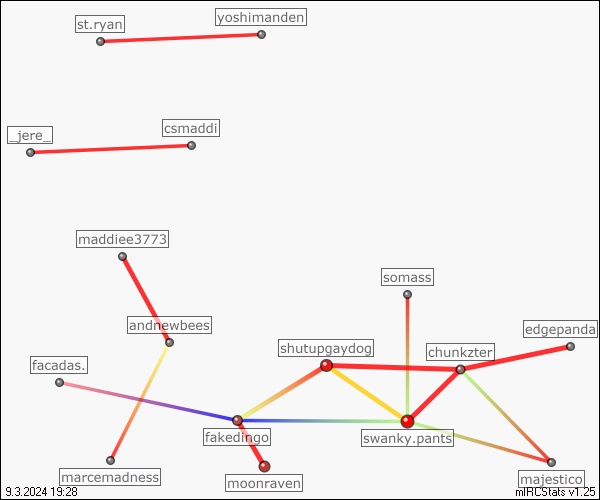 yoshimanden
st.ryan
csmaddi
_jere_
maddiee3773
somass
andnewbees
edgepanda
shutupgaydog
chunkzter
facadas.
fakedingo
swanky.pants
marcemadness
moonraven
majestico
9.3.2024 19:28
mIRCStats v1.25